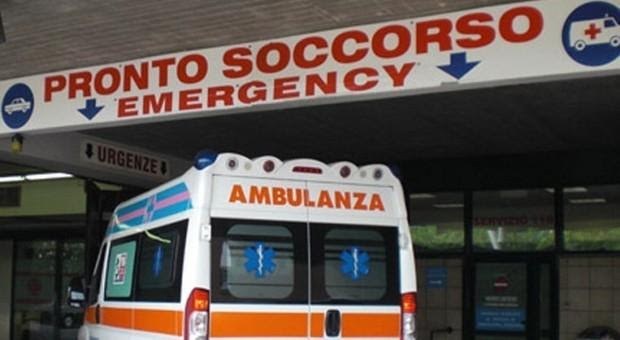 PRONTO SOCCORSO
EMERGENCY
URGENZE
AMBULANZA
SERVIZIO 118